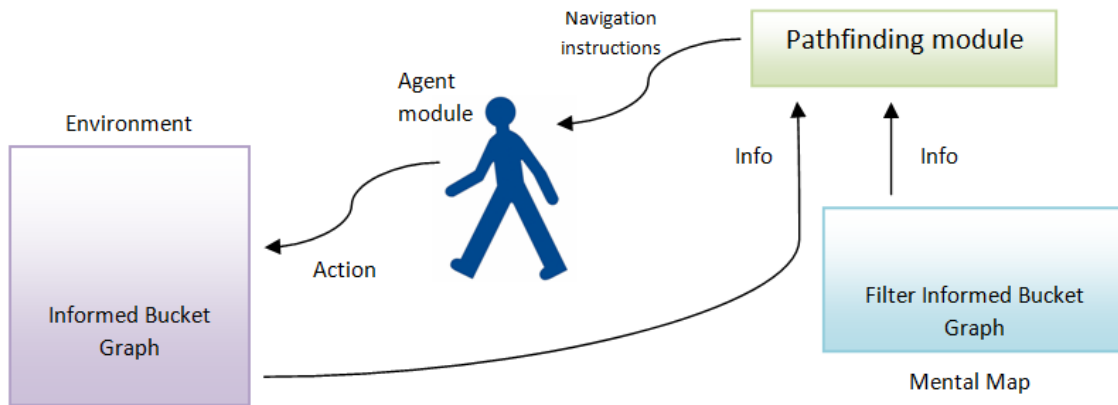 Navigation
instructions
Pathfinding module
Agent
module
Environment
Info
Info
Action
Informed Bucket
Graph
Filter Informed Bucket
Graph
Mental Map